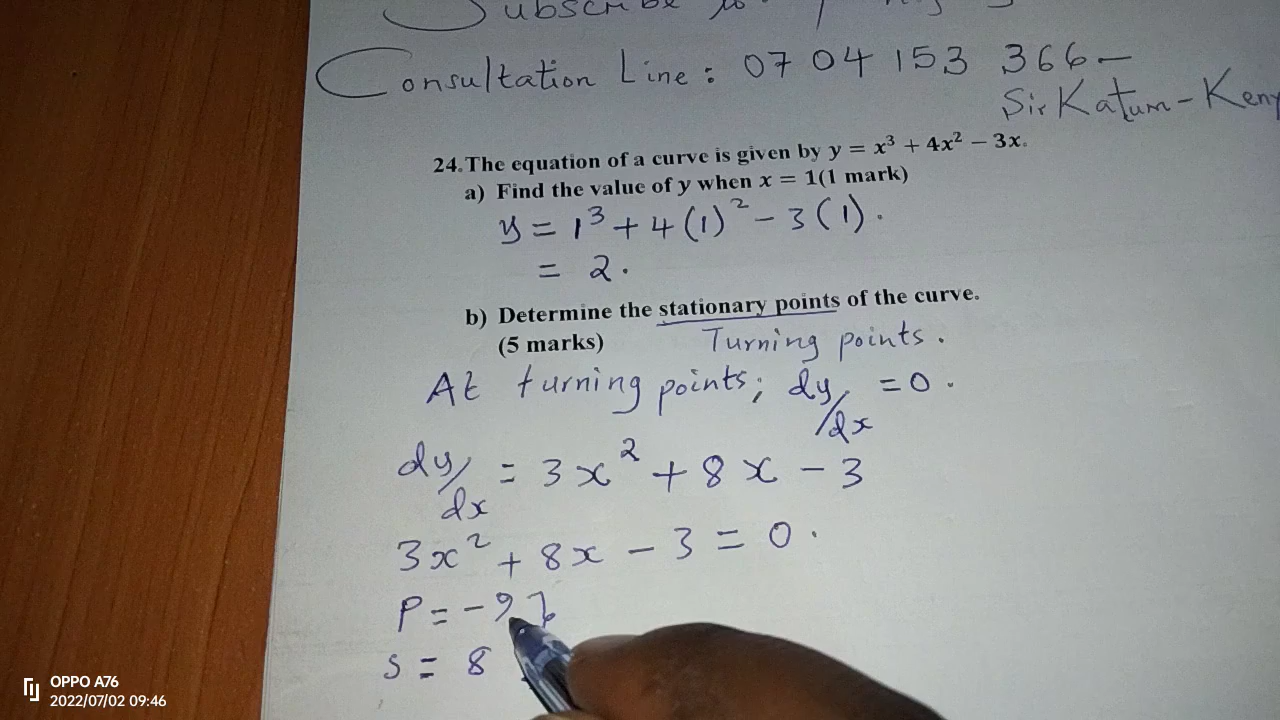 Subscribe to
Consultation Line: 0704 153 366 –
Sir Katum - Keny
24. The equation of a curve is given by y = x³ + 4x² − 3x.
a) Find the value of y when x = 1(1 mark)
y = 1³ + 4(1)² − 3(1).
= 2.
b) Determine the stationary points of the curve.
(5 marks) Turning points.
At turning points; dy/dx = 0.
dy/dx = 3x² + 8x − 3
3x² + 8x − 3 = 0.
P = −9
S = 8
OPPO A76
2022/07/02 09:46